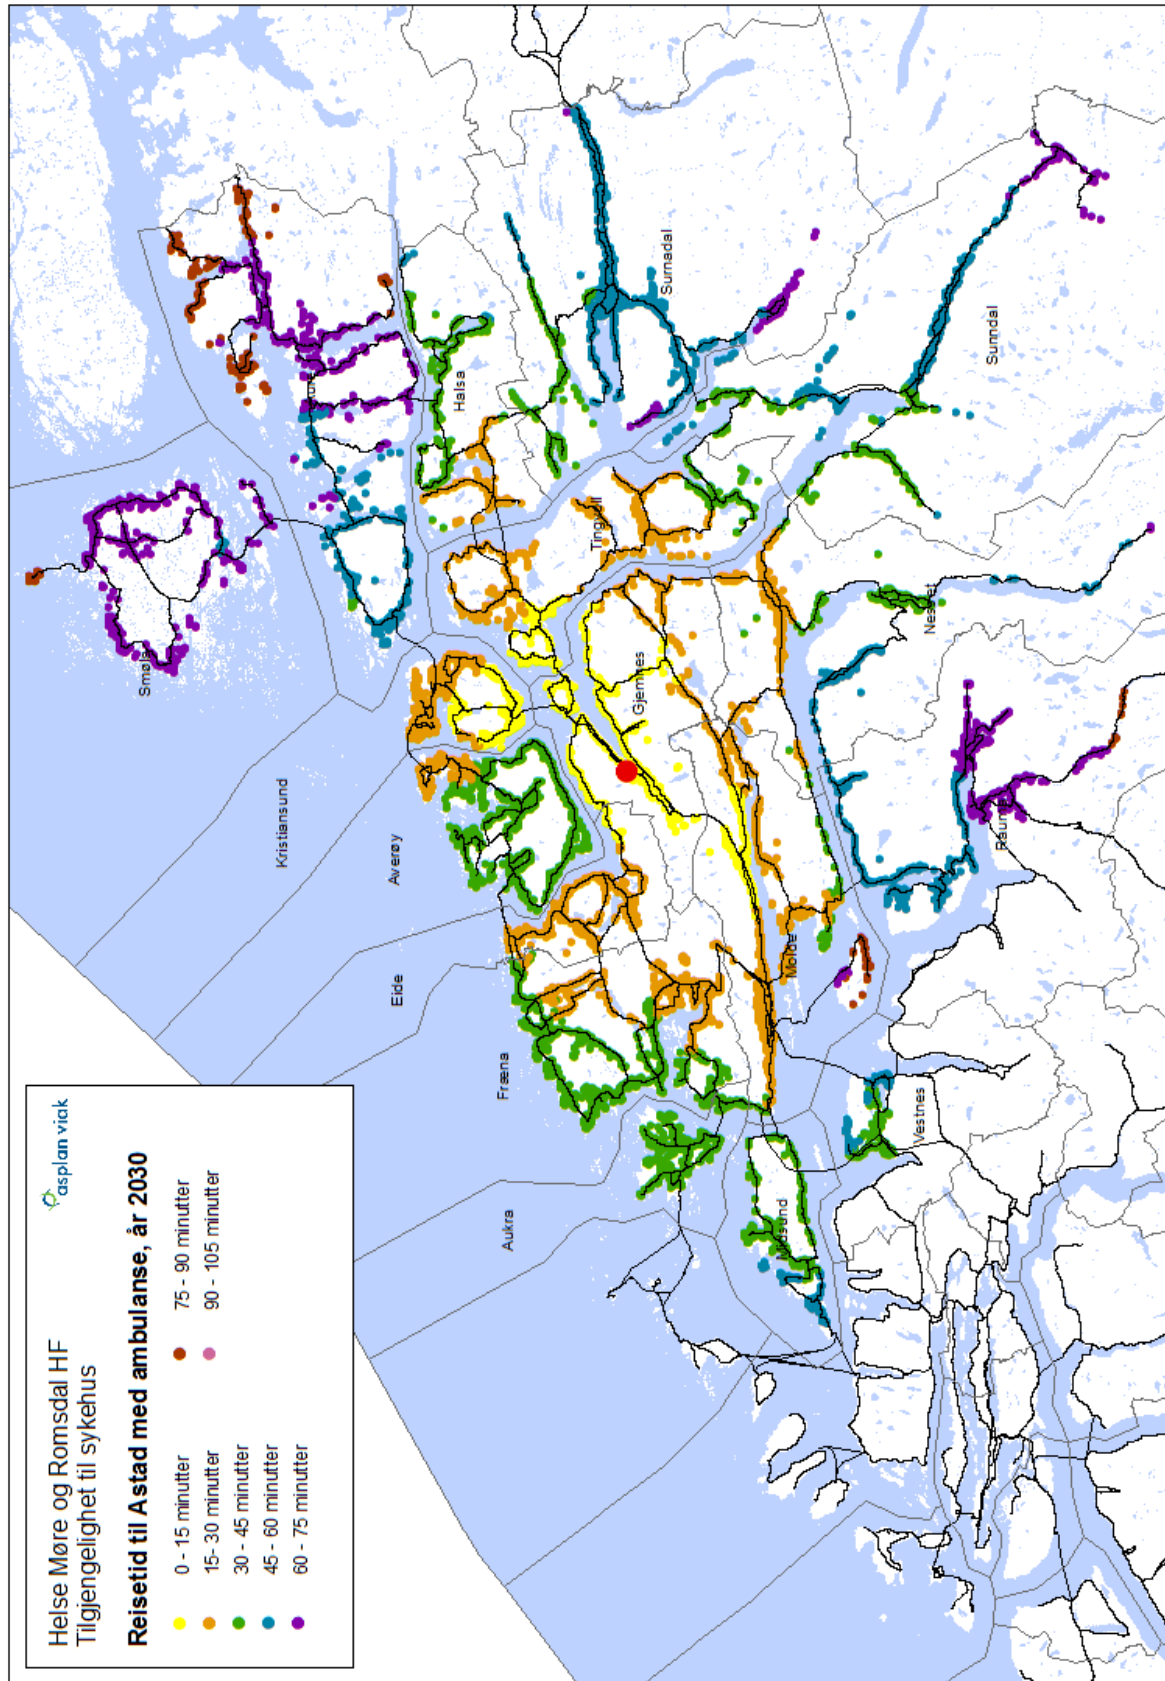 Helse Møre og Romsdal HF
Tilgjengelighet til sykehus
asplan viak
Reisetid til Astad med ambulanse, år 2030
0 - 15 minutter
15- 30 minutter
30 - 45 minutter
45 - 60 minutter
60 - 75 minutter
75 - 90 minutter
90 - 105 minutter
Smøla
Kristiansund
Averøy
Eide
Fræna
Aukra
Midsund
Vestnes
Molde
Rauma
Nesset
Gjemnes
Tingvoll
Halsa
Surnadal
Sunndal